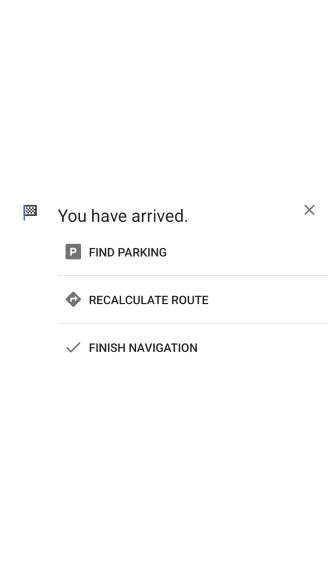 You have arrived.
P FIND PARKING
RECALCULATE ROUTE
FINISH NAVIGATION